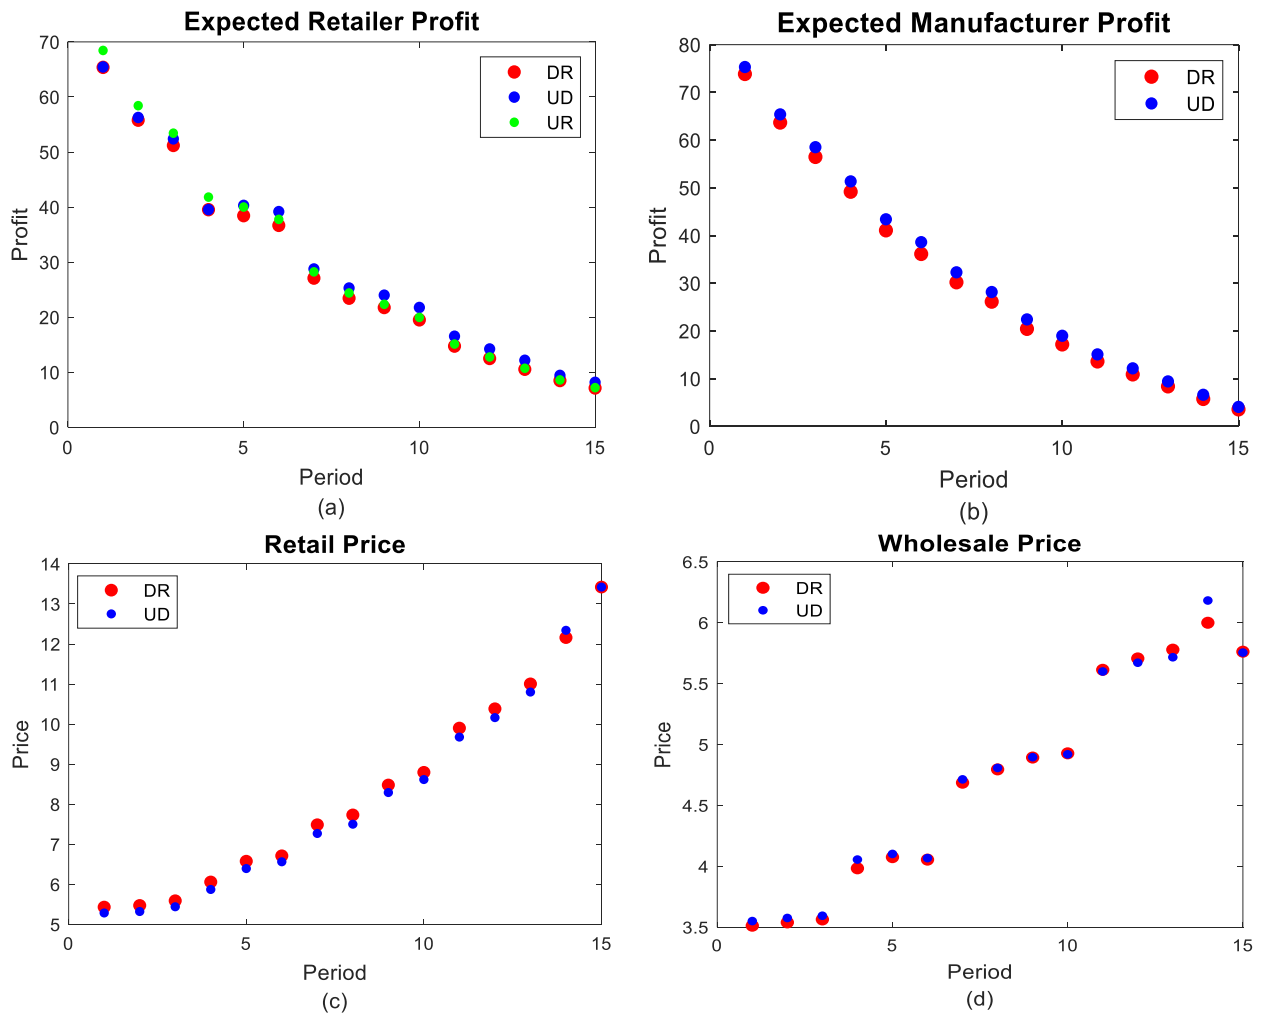 Expected Retailer Profit
70
60
50
40
30
20
10
0
0
5
10
15
Profit
Period
(a)
DR
UD
UR
Expected Manufacturer Profit
80
70
60
50
40
30
20
10
0
0
5
10
15
Profit
Period
(b)
DR
UD
Retail Price
14
13
12
11
10
9
8
7
6
5
0
5
10
15
Price
Period
(c)
DR
UD
Wholesale Price
6.5
6
5.5
5
4.5
4
3.5
0
5
10
15
Price
Period
(d)
DR
UD